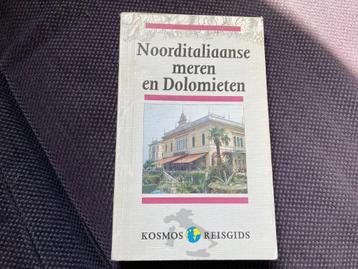 Noorditaliaanse
meren
en Dolomieten
KOSMOS REISGIDS